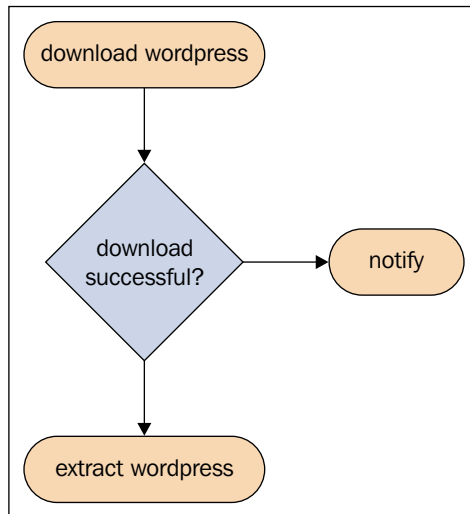 download wordpress
download
successful?
notify
extract wordpress